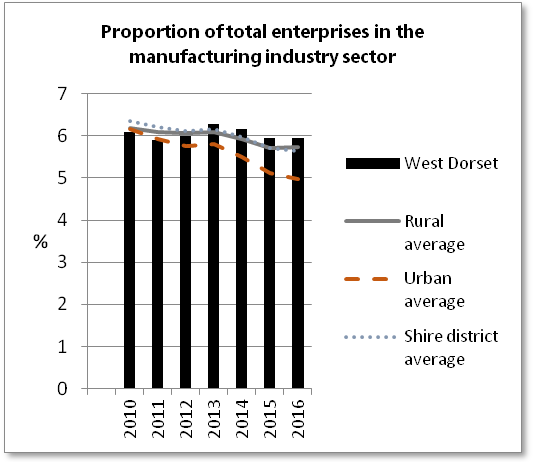 Proportion of total enterprises in the
manufacturing industry sector
7
6
5
4
3
2
1
0
%
2010
2011
2012
2013
2014
2015
2016
West Dorset
Rural
average
Urban
average
Shire district
average